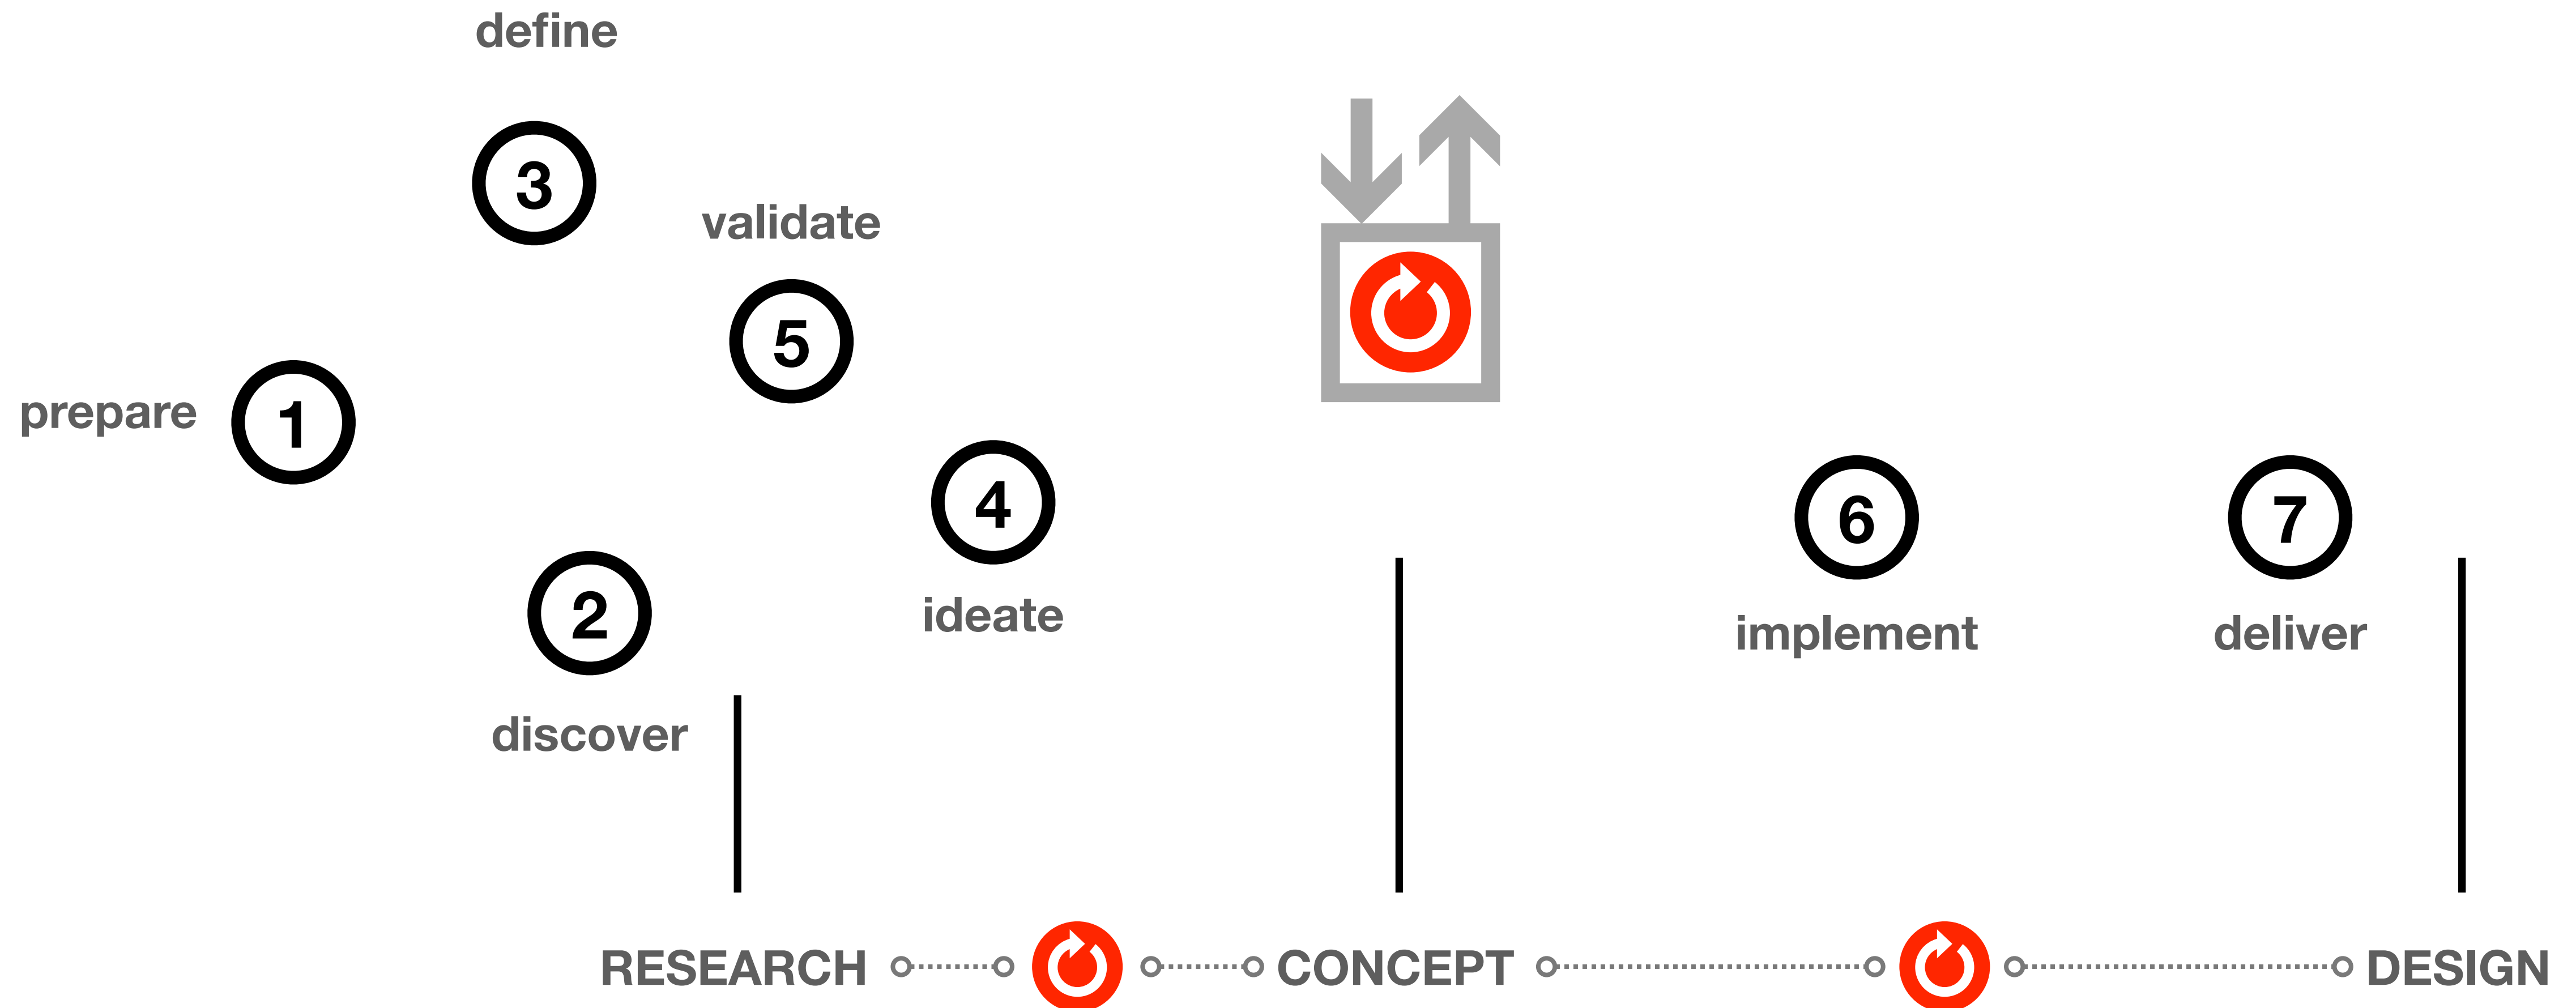 define
3
validate
5
prepare
1
4
ideate
2
discover
6
implement
7
deliver
RESEARCH
CONCEPT
DESIGN